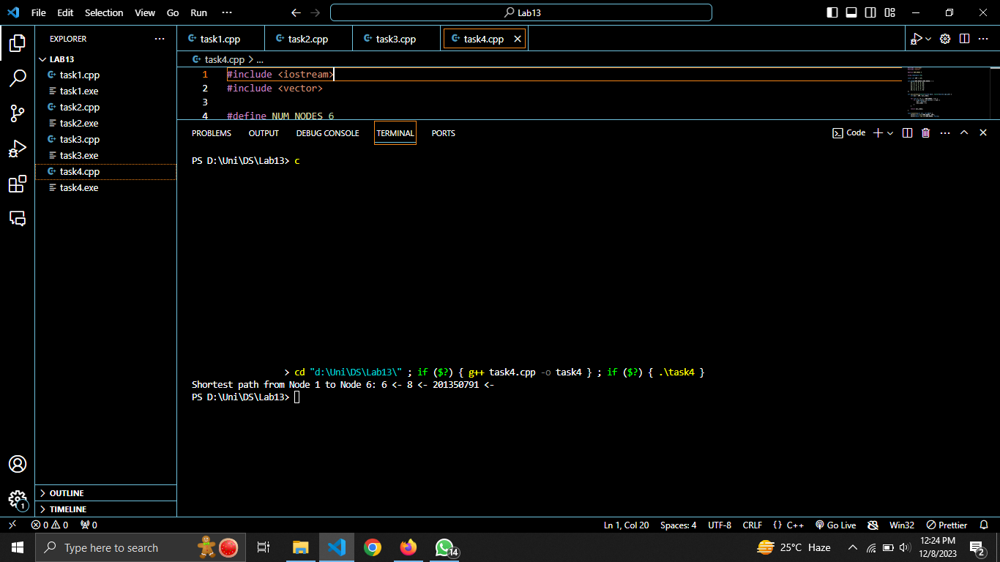 File Edit Selection View Go Run ··· Lab13
EXPLORER ···
LAB13
task1.cpp
task1.exe
task2.cpp
task2.exe
task3.cpp
task3.exe
task4.cpp
task4.exe
OUTLINE
TIMELINE
task1.cpp task2.cpp task3.cpp task4.cpp
task4.cpp > ...
1 #include <iostream>
2 #include <vector>
3
4 #define NUM_NODES 6
PROBLEMS OUTPUT DEBUG CONSOLE TERMINAL PORTS Code
PS D:\Uni\DS\Lab13> c
> cd "d:\Uni\DS\Lab13\" ; if ($?) { g++ task4.cpp -o task4 } ; if ($?) { .\task4 }
Shortest path from Node 1 to Node 6: 6 <- 8 <- 201350791 <-
PS D:\Uni\DS\Lab13>
1
0 0 0 Ln 1, Col 20 Spaces: 4 UTF-8 CRLF {} C++ Go Live Win32 Prettier
Type here to search 14 25°C Haze 12:24 PM
12/8/2023 2